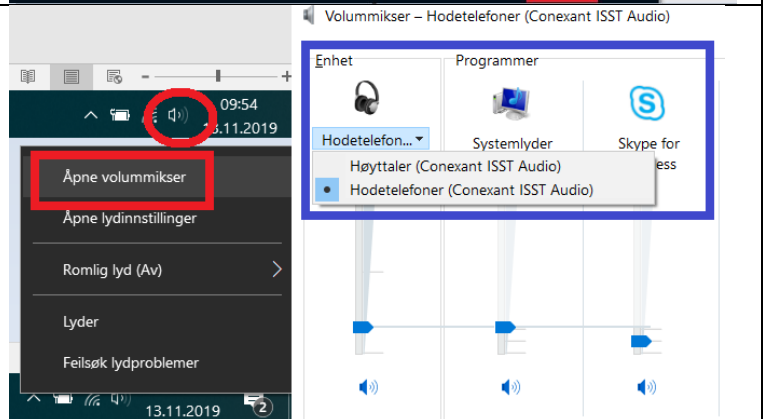 Volummikser – Hodetelefoner (Conexant ISST Audio)
Enhet
Programmer
Hodetelefon...
Systemlyder
Skype for
ess
Høyttaler (Conexant ISST Audio)
Hodetelefoner (Conexant ISST Audio)
09:54
13.11.2019
Åpne volummikser
Åpne lydinnstillinger
Romlig lyd (Av)
Lyder
Feilsøk lydproblemer
13.11.2019
2